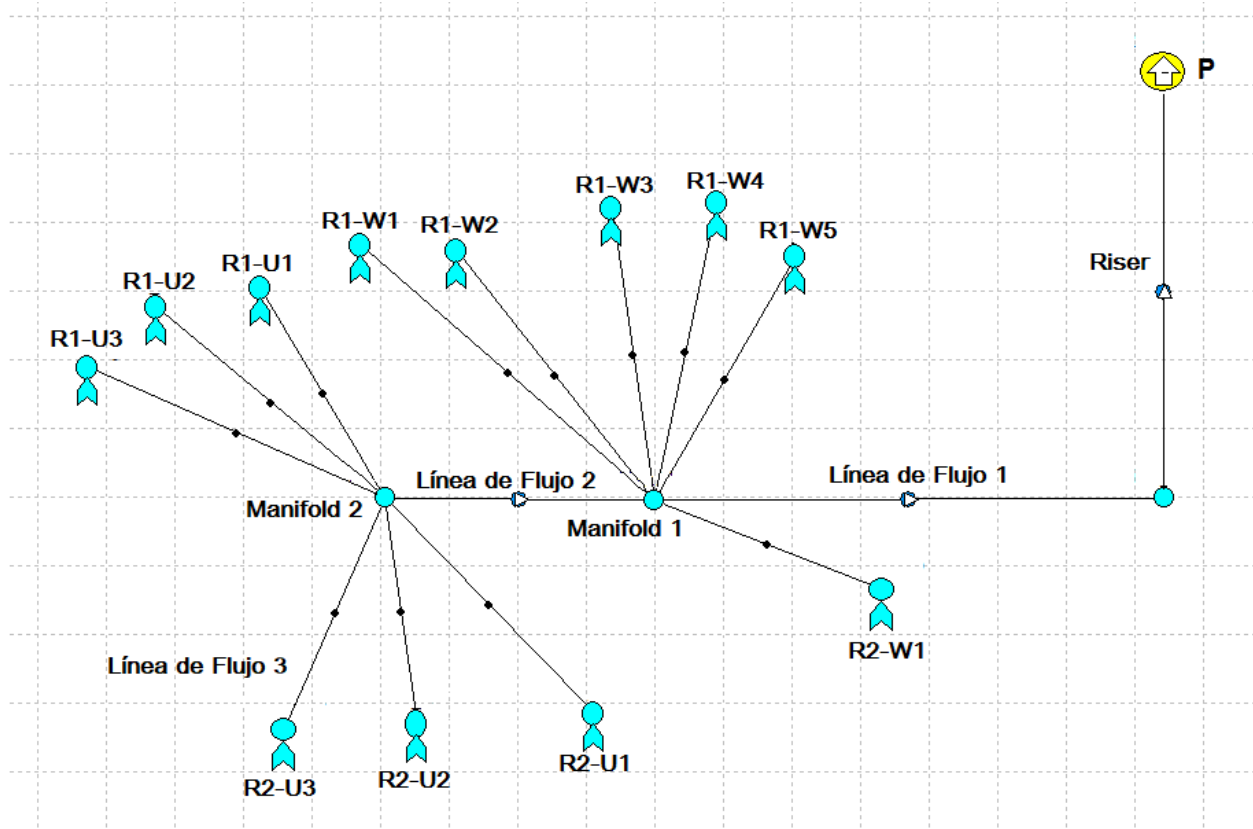 P
R1-W3
R1-W4
R1-W1
R1-W2
R1-W5
R1-U1
R1-U2
Riser
R1-U3
Línea de Flujo 2
Línea de Flujo 1
Manifold 2
Manifold 1
R2-W1
Línea de Flujo 3
R2-U3
R2-U2
R2-U1